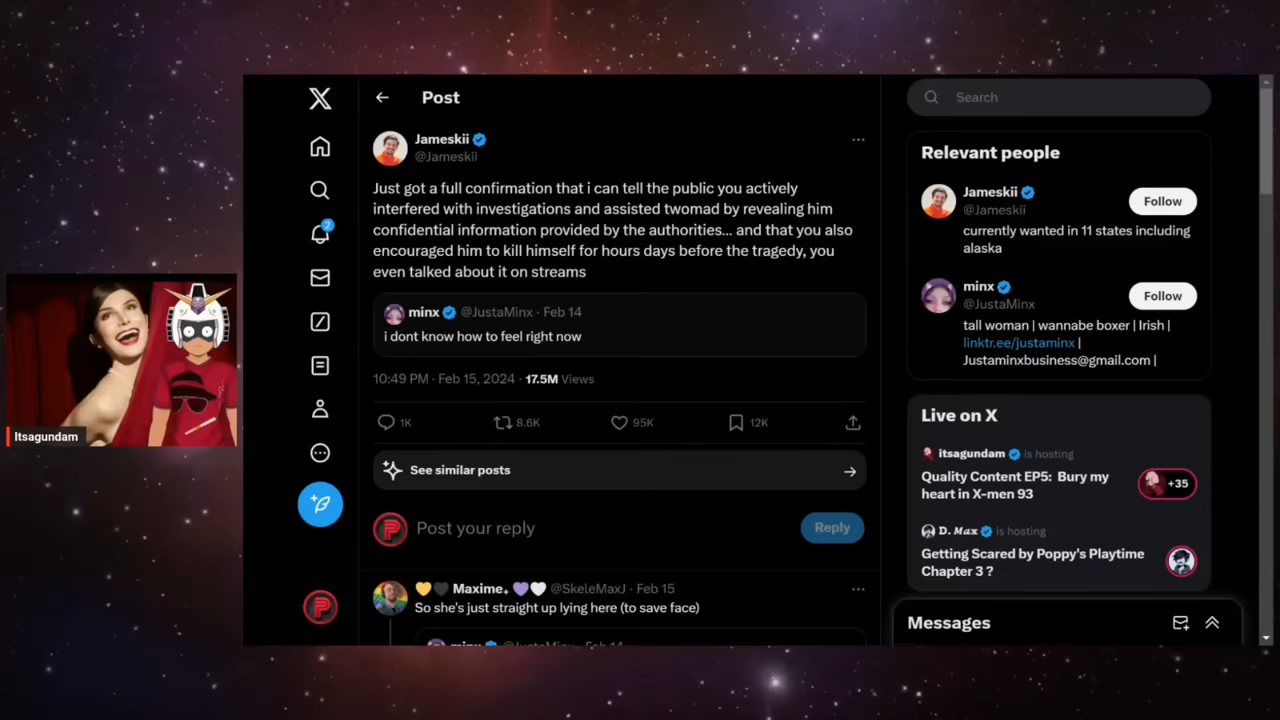 Post
Jameskii
@Jameskii
Just got a full confirmation that i can tell the public you actively
interfered with investigations and assisted twomad by revealing him
confidential information provided by the authorities... and that you also
encouraged him to kill himself for hours days before the tragedy, you
even talked about it on streams
minx @JustaMinx · Feb 14
i dont know how to feel right now
10:49 PM · Feb 15, 2024 · 17.5M Views
1K 8.6K 95K 12K
See similar posts
Post your reply
Reply
Maxime @SkeleMaxJ · Feb 15
So she's just straight up lying here (to save face)
minx @JustaMinx · Feb 14
Search
Relevant people
Jameskii
@Jameskii
Follow
currently wanted in 11 states including
alaska
minx
@JustaMinx
Follow
tall woman | wannabe boxer | Irish |
linktr.ee/justaminx |
Justaminxbusiness@gmail.com |
Live on X
itsagundam is hosting
Quality Content EP5: Bury my
heart in X-men 93
+35
D. Max is hosting
Getting Scared by Poppy's Playtime
Chapter 3 ?
Messages
2
Itsagundam